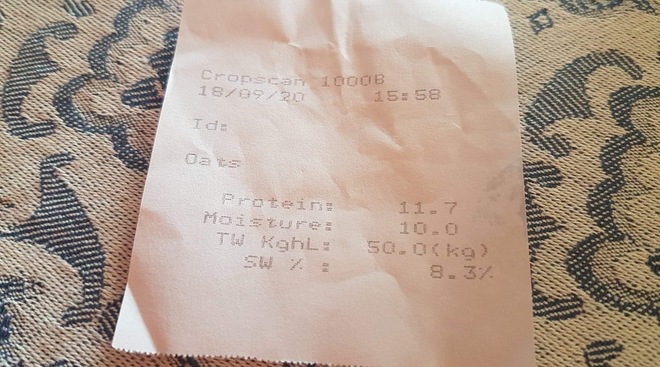 Cropscan 1000B
18/09/20 15:58
Id:
Oats
Protein: 11.7
Moisture: 10.0
TW KghL: 50.0(kg)
SW % : 8.3%